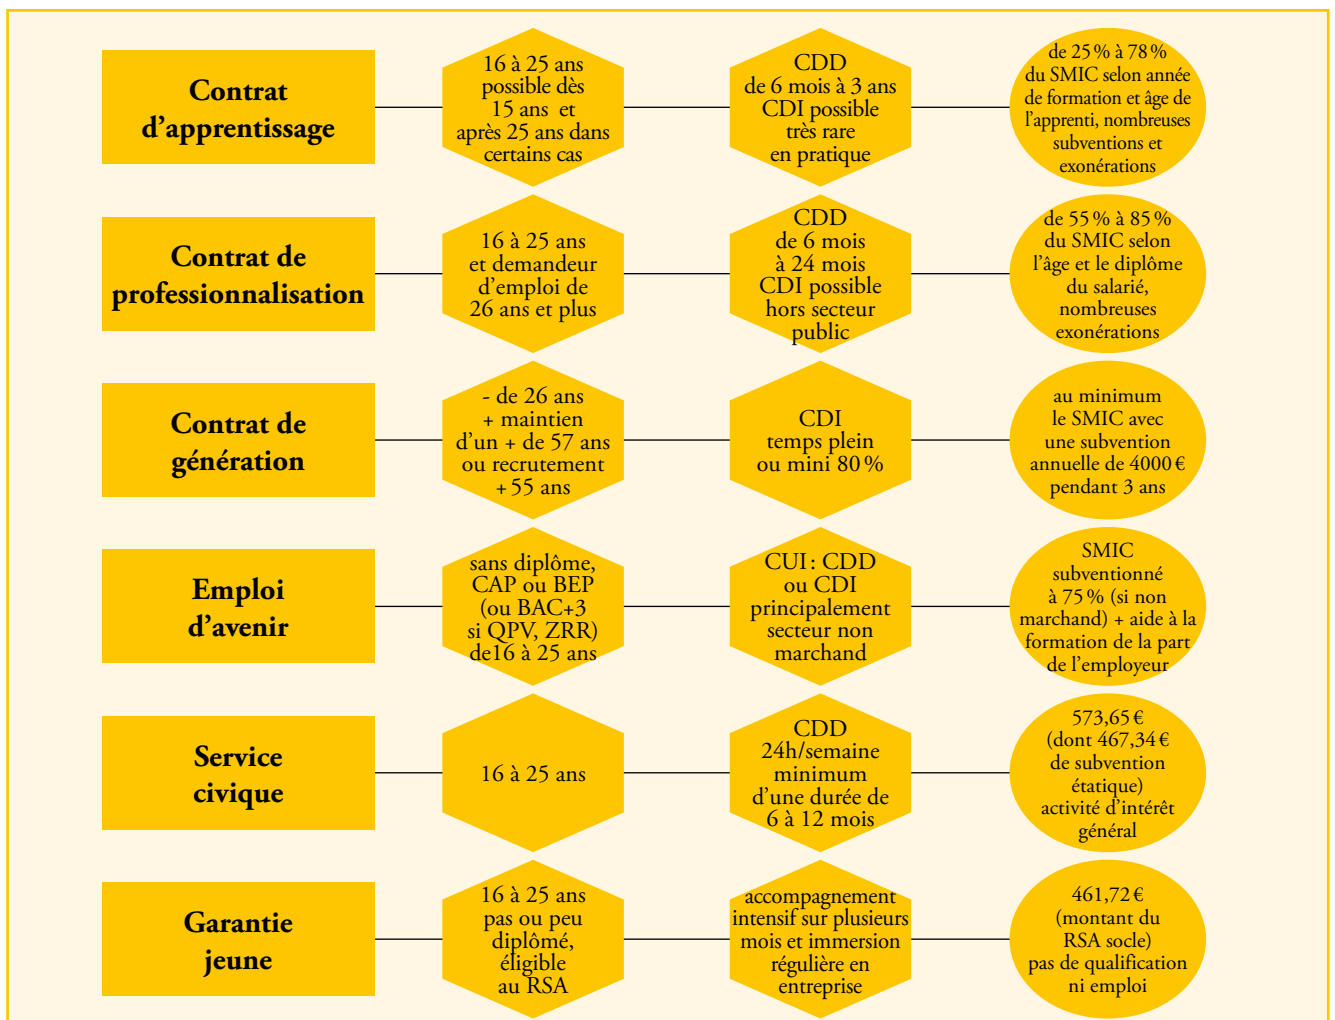 Contrat
d’apprentissage
16 à 25 ans
possible dès
15 ans et
après 25 ans dans
certains cas
CDD
de 6 mois à 3 ans
CDI possible
très rare
en pratique
de 25 % à 78 %
du SMIC selon année
de formation et âge de
l’apprenti, nombreuses
subventions et
exonérations
Contrat de
professionnalisation
16 à 25 ans
et demandeur
d’emploi de
26 ans et plus
CDD
de 6 mois
à 24 mois
CDI possible
hors secteur
public
de 55 % à 85 %
du SMIC selon
l’âge et le diplôme
du salarié,
nombreuses
exonérations
Contrat de
génération
- de 26 ans
+ maintien
d’un + de 57 ans
ou recrutement
+ 55 ans
CDI
temps plein
ou mini 80 %
au minimum
le SMIC avec
une subvention
annuelle de 4000 €
pendant 3 ans
Emploi
d’avenir
sans diplôme,
CAP ou BEP
(ou BAC+3
si QPV, ZRR)
de16 à 25 ans
CUI : CDD
ou CDI
principalement
secteur non
marchand
SMIC
subventionné
à 75 % (si non
marchand) + aide à la
formation de la part
de l’employeur
Service
civique
16 à 25 ans
CDD
24h/semaine
minimum
d’une durée de
6 à 12 mois
573,65 €
(dont 467,34 €
de subvention
étatique)
activité d’intérêt
général
Garantie
jeune
16 à 25 ans
pas ou peu
diplômé,
éligible
au RSA
accompagnement
intensif sur plusieurs
mois et immersion
régulière en
entreprise
461,72 €
(montant du
RSA socle)
pas de qualification
ni emploi